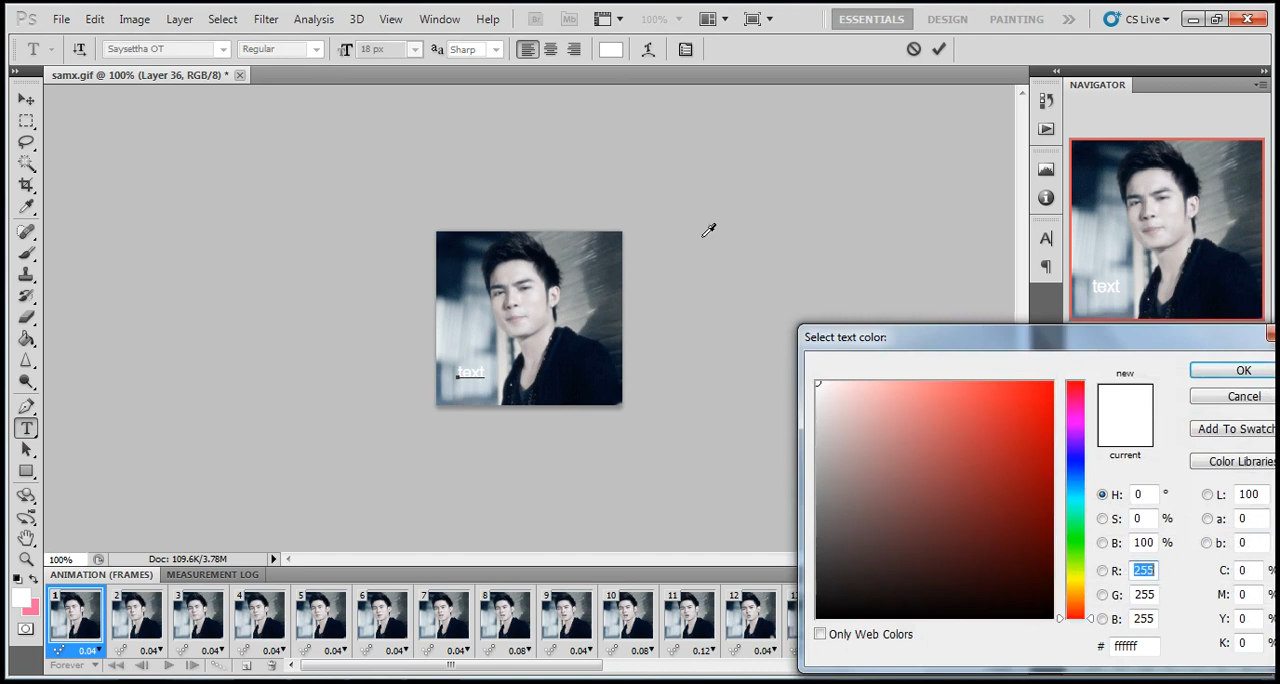 Ps File Edit Image Layer Select Filter Analysis 3D View Window Help Br Mb 100% ESSENTIALS DESIGN PAINTING CS Live
T Saysettha OT Regular T 18 px aa Sharp
samx.gif @ 100% (Layer 36, RGB/8) *
NAVIGATOR
text
text
Select text color:
new
current
OK
Cancel
Add To Swatch
Color Libraries
H: 0 ° L: 100
S: 0 % a: 0
B: 100 % b: 0
R: 255 C: 0 %
G: 255 M: 0 %
B: 255 Y: 0 %
# ffffff K: 0 %
Only Web Colors
100% Doc: 109.6K/3.78M
ANIMATION (FRAMES) MEASUREMENT LOG
1 2 3 4 5 6 7 8 9 10 11 12 13
0.04 0.04 0.04 0.04 0.04 0.04 0.04 0.08 0.04 0.08 0.12 0.04 0.
Forever